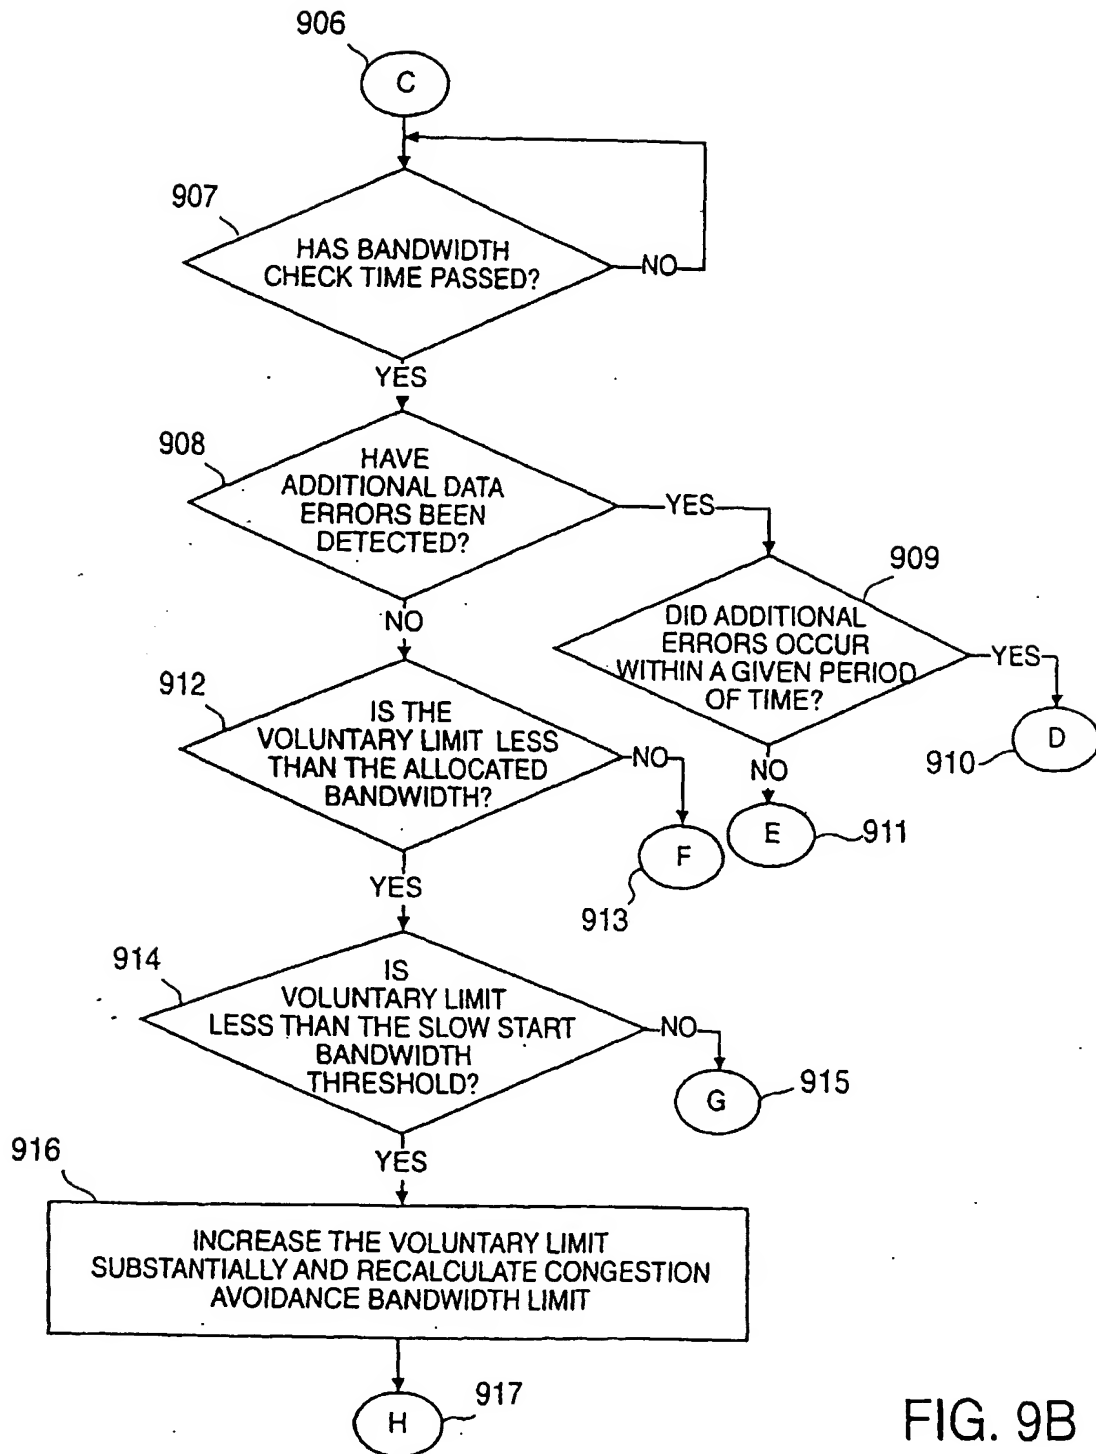 906
C
907
HAS BANDWIDTH
CHECK TIME PASSED?
NO
YES
908
HAVE
ADDITIONAL DATA
ERRORS BEEN
DETECTED?
YES
NO
909
DID ADDITIONAL
ERRORS OCCUR
WITHIN A GIVEN PERIOD
OF TIME?
YES
D
910
NO
E
911
912
IS THE
VOLUNTARY LIMIT LESS
THAN THE ALLOCATED
BANDWIDTH?
NO
F
913
YES
914
IS
VOLUNTARY LIMIT
LESS THAN THE SLOW START
BANDWIDTH
THRESHOLD?
NO
G
915
YES
916
INCREASE THE VOLUNTARY LIMIT
SUBSTANTIALLY AND RECALCULATE CONGESTION
AVOIDANCE BANDWIDTH LIMIT
H
917
FIG. 9B